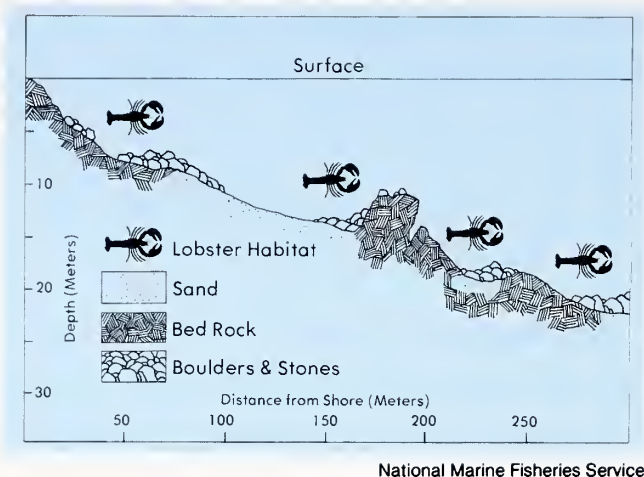 Surface
10
20
30
Depth (Meters)
Lobster Habitat
Sand
Bed Rock
Boulders & Stones
Distance from Shore (Meters)
50 100 150 200 250
National Marine Fisheries Service